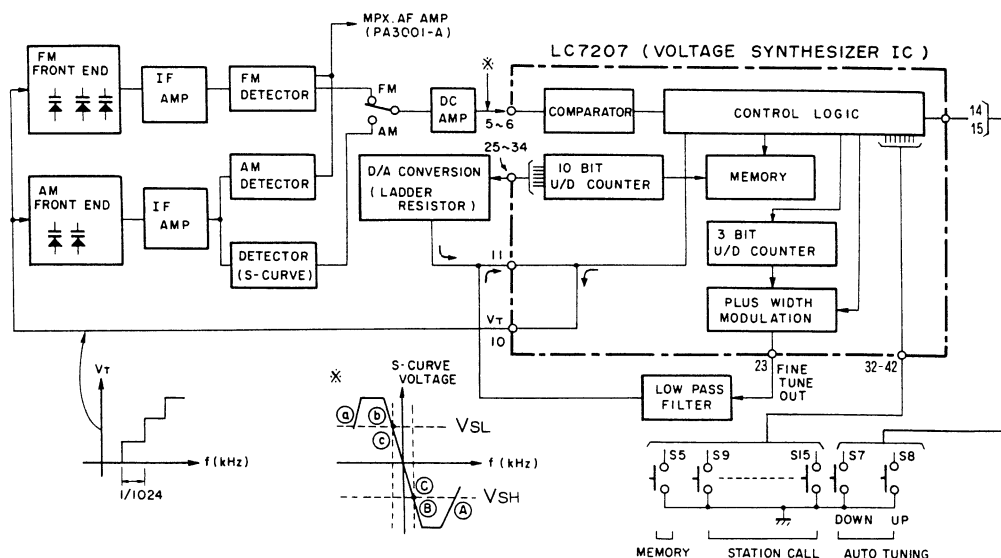 MPX. AF AMP
(PA3001-A)
LC7207 (VOLTAGE SYNTHESIZER IC)
FM
FRONT END
IF
AMP
FM
DETECTOR
FM
AM
DC
AMP
※
5~6
COMPARATOR
CONTROL
LOGIC
14
15
25~34
AM
DETECTOR
D/A CONVERSION
(LADDER
RESISTOR)
10 BIT
U/D COUNTER
MEMORY
AM
FRONT END
IF
AMP
DETECTOR
(S-CURVE)
3 BIT
U/D COUNTER
11
PLUS WIDTH
MODULATION
VT
10
23
FINE
TUNE
OUT
32-42
LOW PASS
FILTER
VT
f(kHz)
1/1024
※
S-CURVE
VOLTAGE
ⓐ
ⓑ
ⓒ
VSL
f(kHz)
Ⓒ
VSH
Ⓑ
Ⓐ
S5
S9
S15
S7
S8
DOWN
UP
MEMORY
STATION CALL
AUTO TUNING